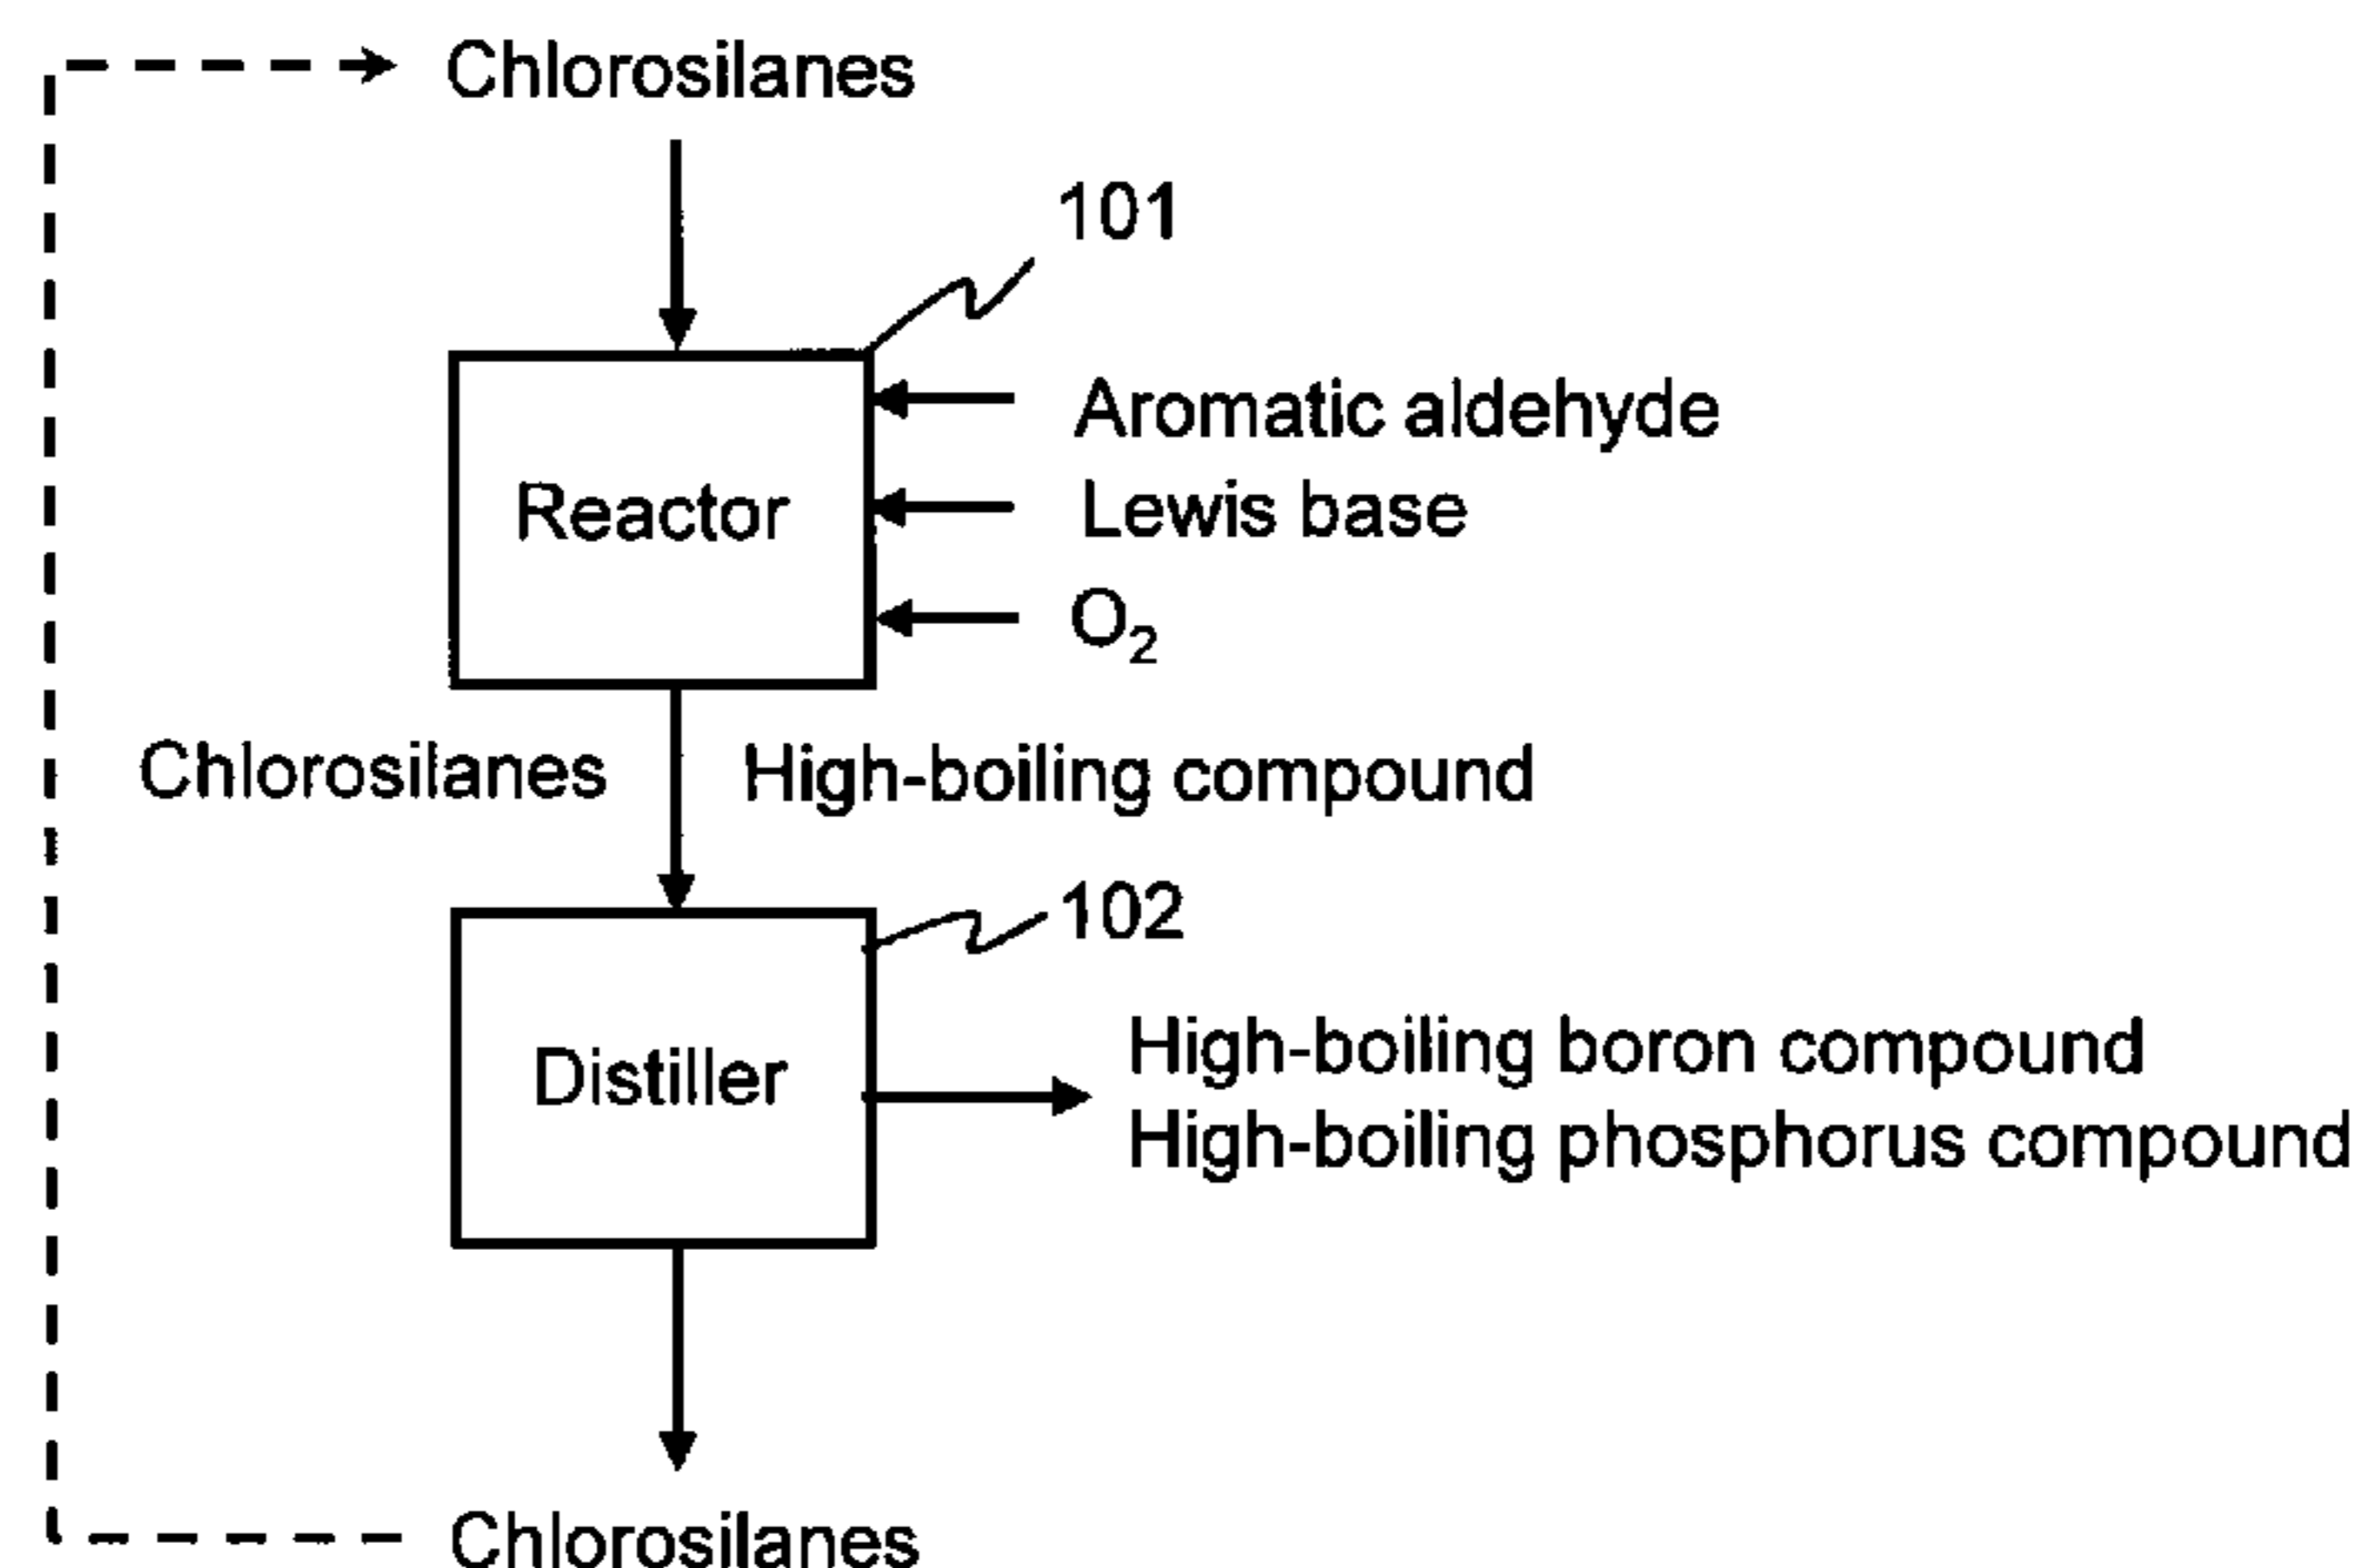 Chlorosilanes
101
Aromatic aldehyde
Reactor
Lewis base
O₂
Chlorosilanes
High-boiling compound
102
High-boiling boron compound
Distiller
High-boiling phosphorus compound
Chlorosilanes